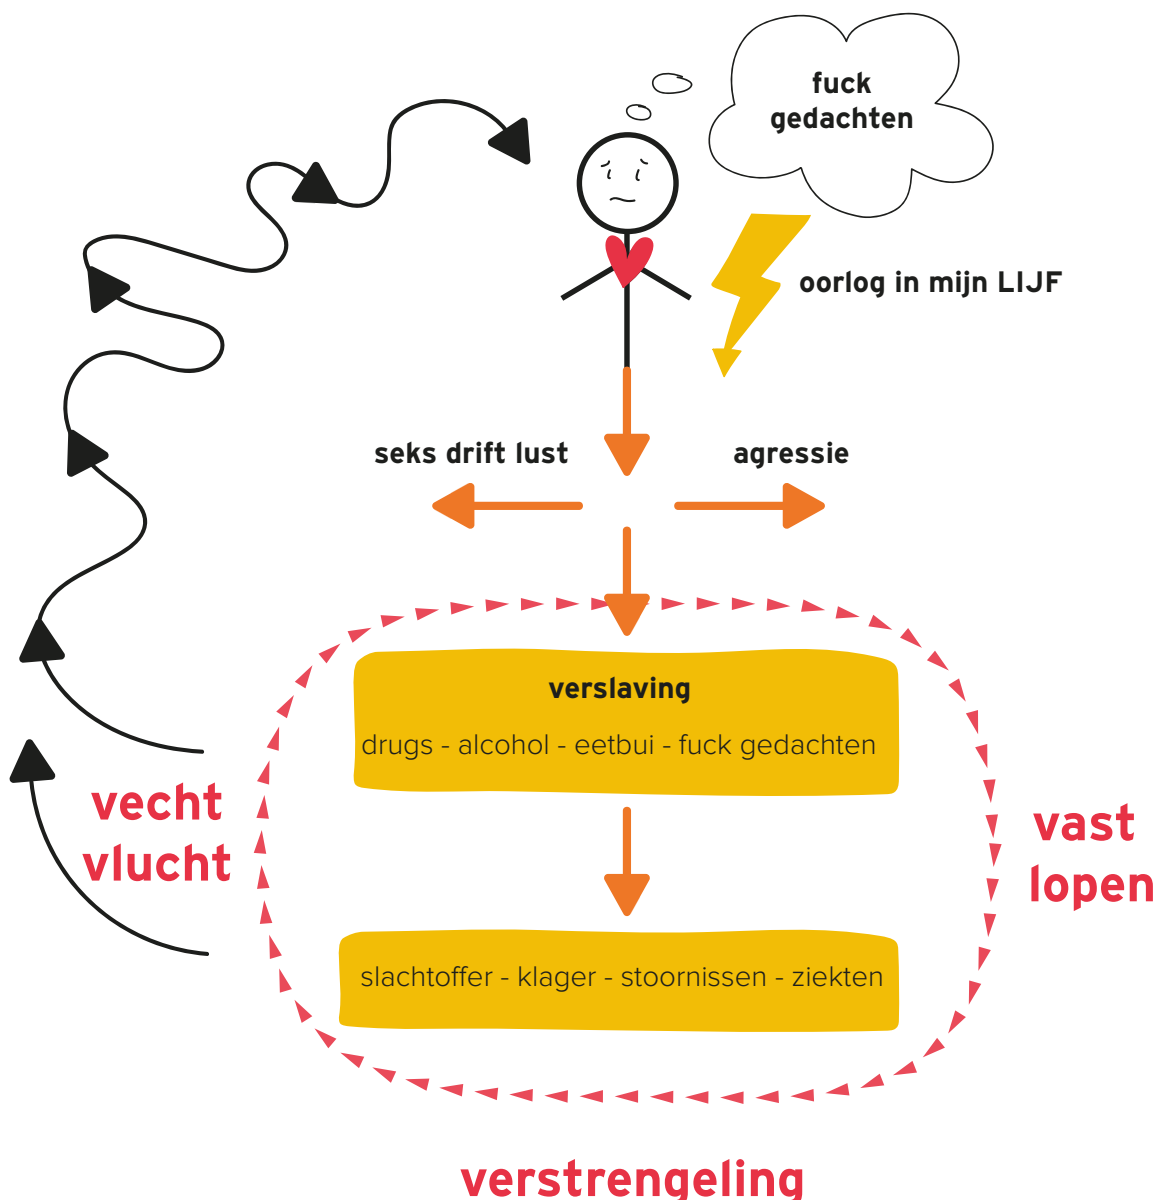 fuck
gedachten
oorlog in mijn LIJF
seks drift lust
agressie
verslaving
drugs - alcohol - eetbui - fuck gedachten
vecht
vlucht
vast
lopen
slachtoffer - klager - stoornissen - ziekten
verstrengeling